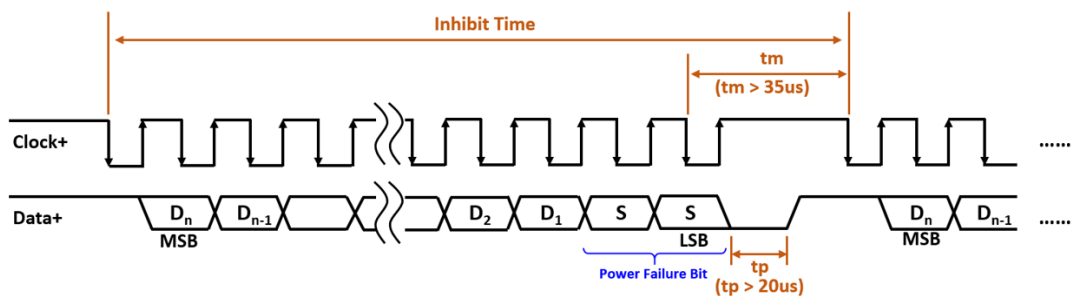 Inhibit Time
tm
(tm > 35us)
Clock+
......
Data+
Dn
Dn-1
D2
D1
S
S
Dn
Dn-1
......
MSB
LSB
MSB
Power Failure Bit
tp
(tp > 20us)